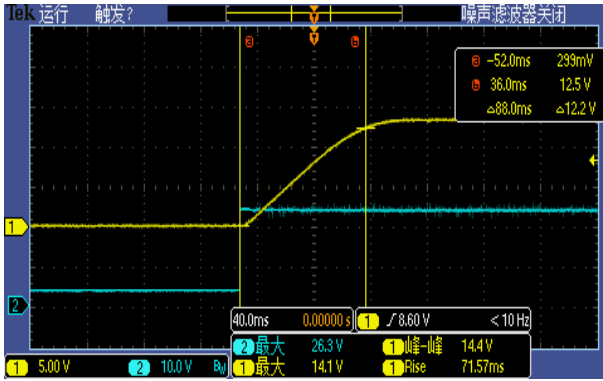 Tek 运行 触发? 噪声滤波器关闭
a b
a -52.0ms 299mV
b 36.0ms 12.5 V
△88.0ms △12.2 V
1
2
40.0ms 0.00000 s 1 8.60 V < 10 Hz
2 最大 26.3 V 1 峰-峰 14.4 V
1 5.00 V 2 10.0 V BW 1 最大 14.1 V 1 Rise 71.57ms